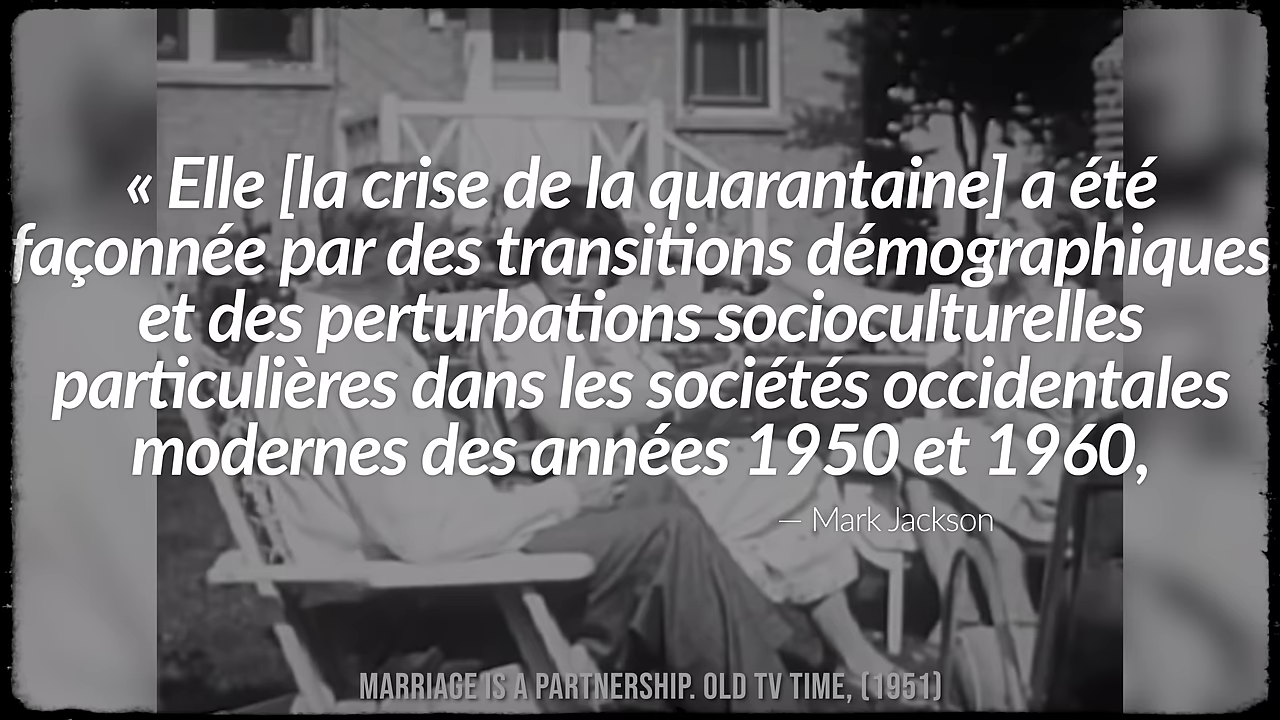 « Elle [la crise de la quarantaine] a été
façonnée par des transitions démographiques
et des perturbations socioculturelles
particulières dans les sociétés occidentales
modernes des années 1950 et 1960,
— Mark Jackson
MARRIAGE IS A PARTNERSHIP. OLD TV TIME, (1951)